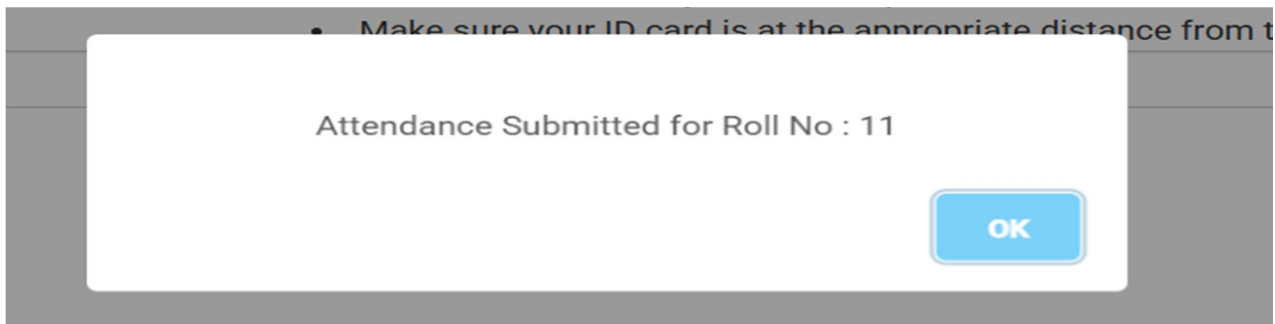 Make sure your ID card is at the appropriate distance from t
Attendance Submitted for Roll No : 11
OK